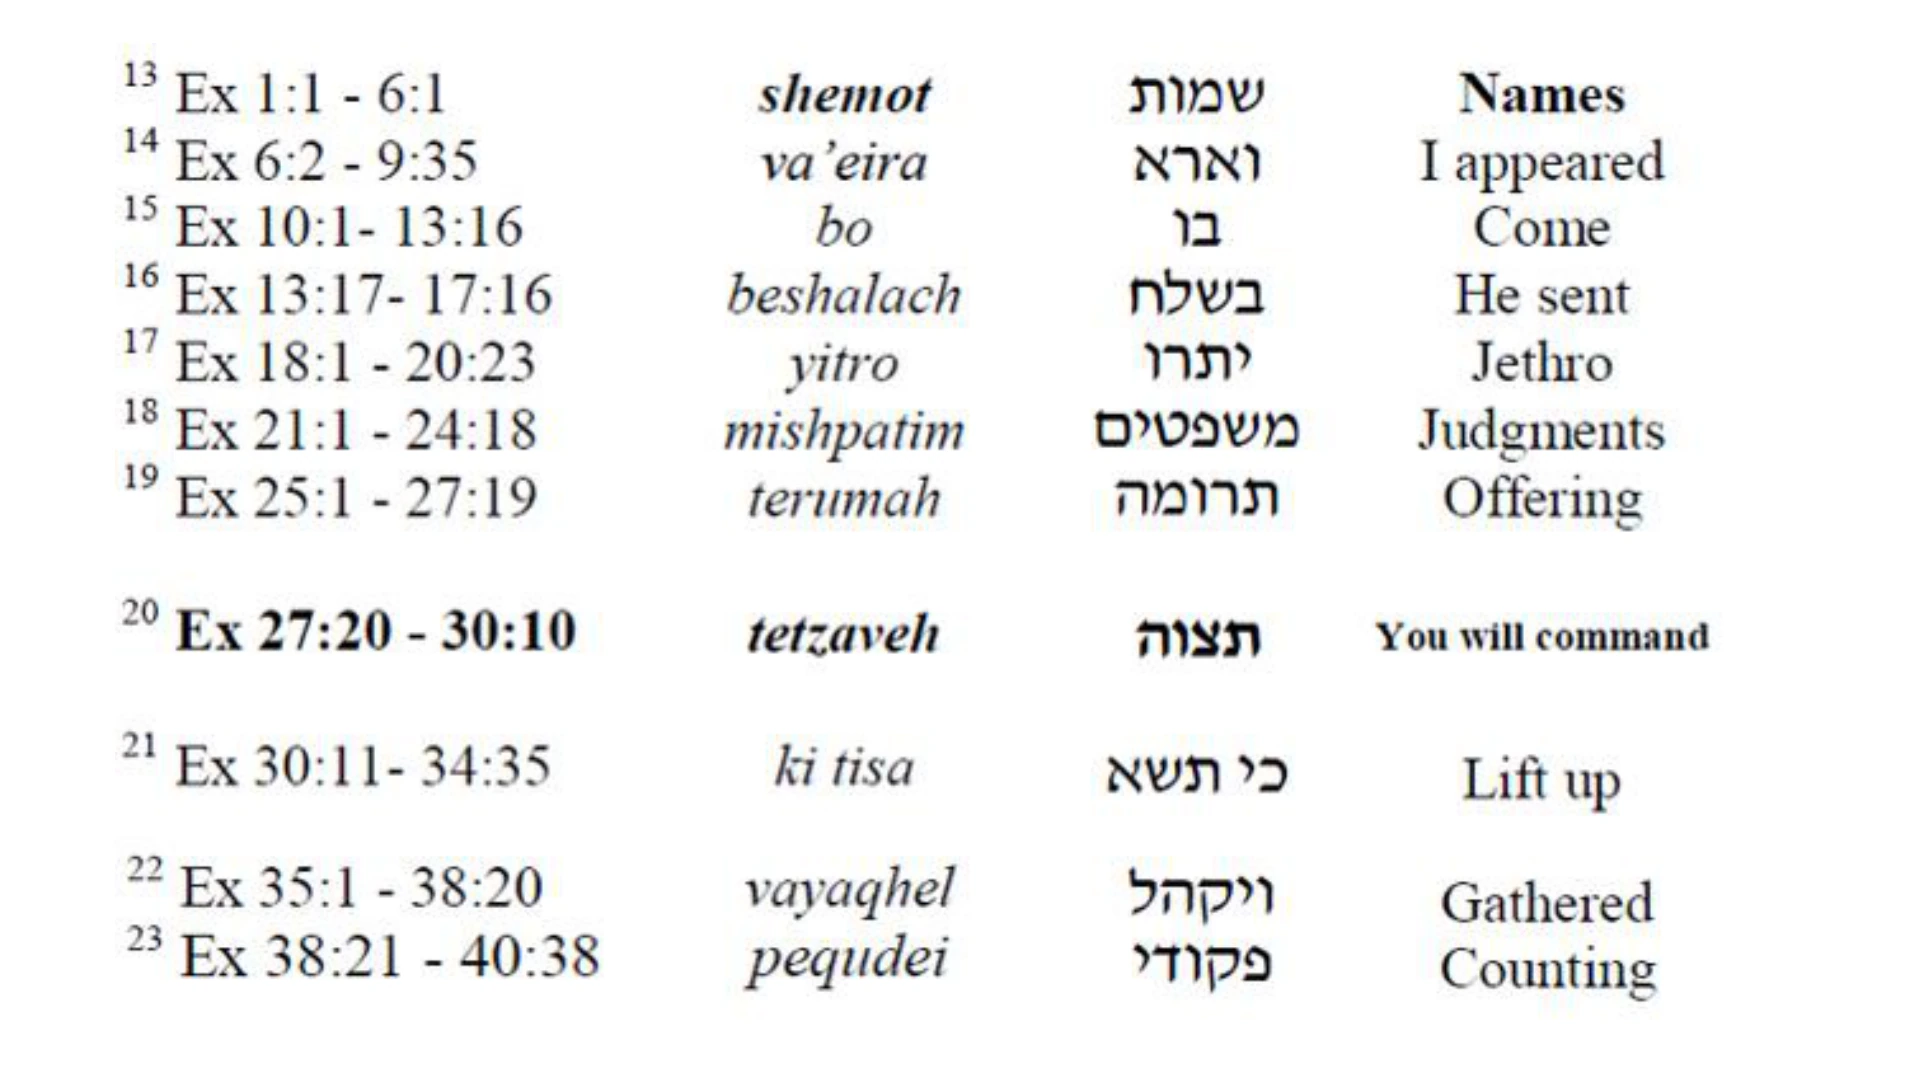 13 Ex 1:1 - 6:1 shemot שמות Names
14 Ex 6:2 - 9:35 va’eira וארא I appeared
15 Ex 10:1- 13:16 bo בו Come
16 Ex 13:17- 17:16 beshalach בשלח He sent
17 Ex 18:1 - 20:23 yitro יתרו Jethro
18 Ex 21:1 - 24:18 mishpatim משפטים Judgments
19 Ex 25:1 - 27:19 terumah תרומה Offering
20 Ex 27:20 - 30:10 tetzaveh תצוה You will command
21 Ex 30:11- 34:35 ki tisa כי תשא Lift up
22 Ex 35:1 - 38:20 vayaqhel ויקהל Gathered
23 Ex 38:21 - 40:38 pequdei פקודי Counting